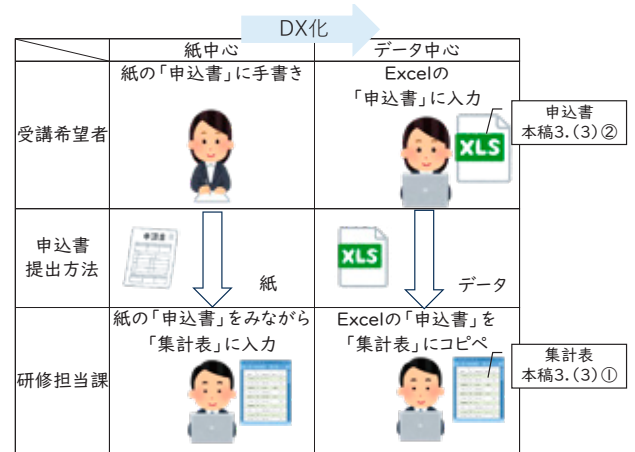 DX化
紙中心
データ中心
受講希望者
紙の「申込書」に手書き
Excelの
「申込書」に入力
XLS
申込書
本稿3.(3)②
申込書
提出方法
申請書
紙
XLS
データ
研修担当課
紙の「申込書」をみながら
「集計表」に入力
Excelの「申込書」を
「集計表」にコピペ
集計表
本稿3.(3)①